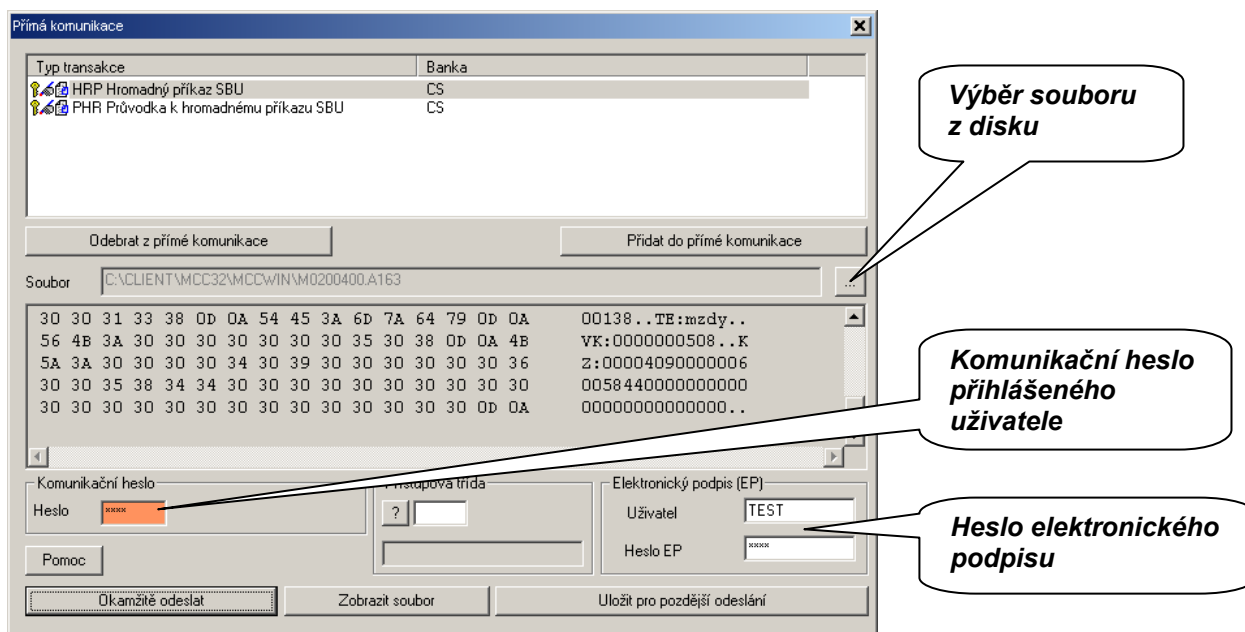 Přímá komunikace
Typ transakce Banka
HRP Hromadný příkaz SBU CS
PHR Průvodka k hromadnému příkazu SBU CS
Výběr souboru
z disku
Odebrat z přímé komunikace Přidat do přímé komunikace
Soubor C:\CLIENT\MCC32\MCCWIN\M0200400.A163 ...
30 30 31 33 38 0D 0A 54 45 3A 6D 7A 64 79 0D 0A 00138..TE:mzdy..
56 4B 3A 30 30 30 30 30 30 30 35 30 38 0D 0A 4B VK:0000000508..K
5A 3A 30 30 30 30 34 30 39 30 30 30 30 30 30 36 Z:00004090000006
30 30 35 38 34 34 30 30 30 30 30 30 30 30 30 30 0058440000000000
30 30 30 30 30 30 30 30 30 30 30 30 30 30 0D 0A 00000000000000..
Komunikační heslo
přihlášeného
uživatele
Komunikační heslo Přístupová třída Elektronický podpis (EP)
Heslo xxxx ? Uživatel TEST
Heslo EP xxxx
Heslo elektronického
podpisu
Pomoc
Okamžitě odeslat Zobrazit soubor Uložit pro pozdější odeslání